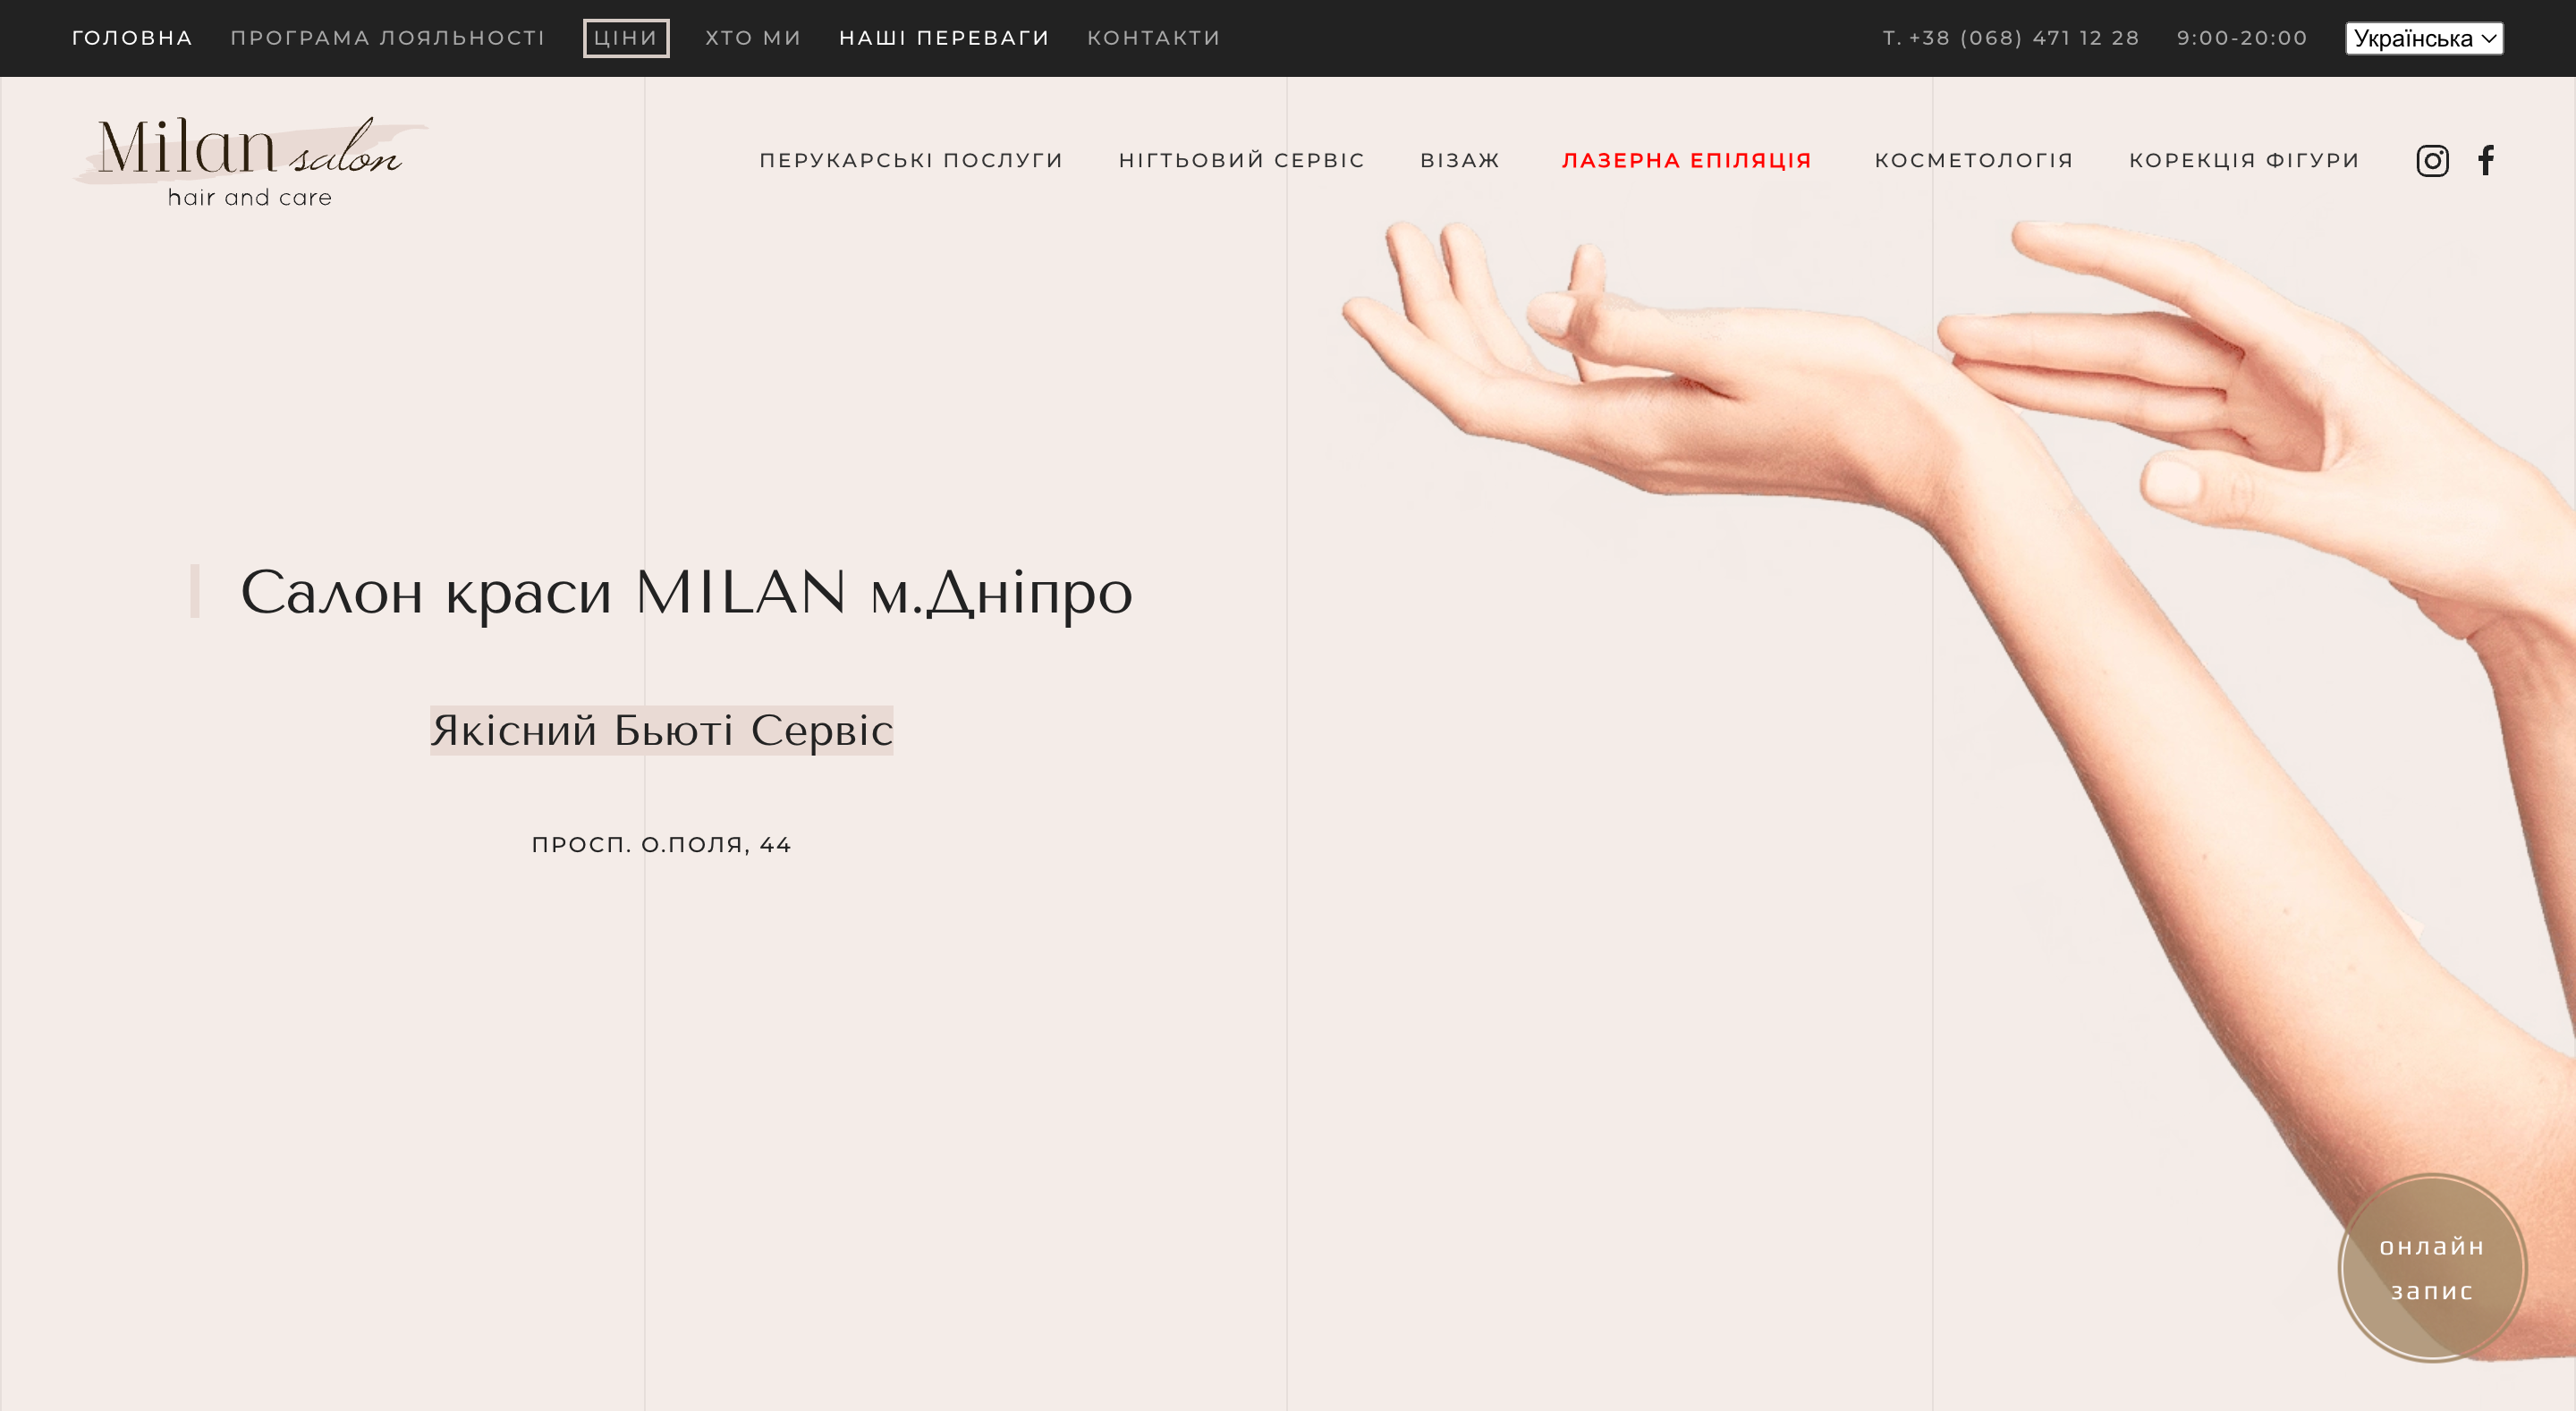 ГОЛОВНА ПРОГРАМА ЛОЯЛЬНОСТІ ЦІНИ ХТО МИ НАШІ ПЕРЕВАГИ КОНТАКТИ Т. +38 (068) 471 12 28 9:00-20:00 Українська
Milan salon
hair and care
ПЕРУКАРСЬКІ ПОСЛУГИ НІГТЬОВИЙ СЕРВІС ВІЗАЖ ЛАЗЕРНА ЕПІЛЯЦІЯ КОСМЕТОЛОГІЯ КОРЕКЦІЯ ФІГУРИ
Салон краси MILAN м.Дніпро
Якісний Бьюті Сервіс
ПРОСП. О.ПОЛЯ, 44
онлайн
запис